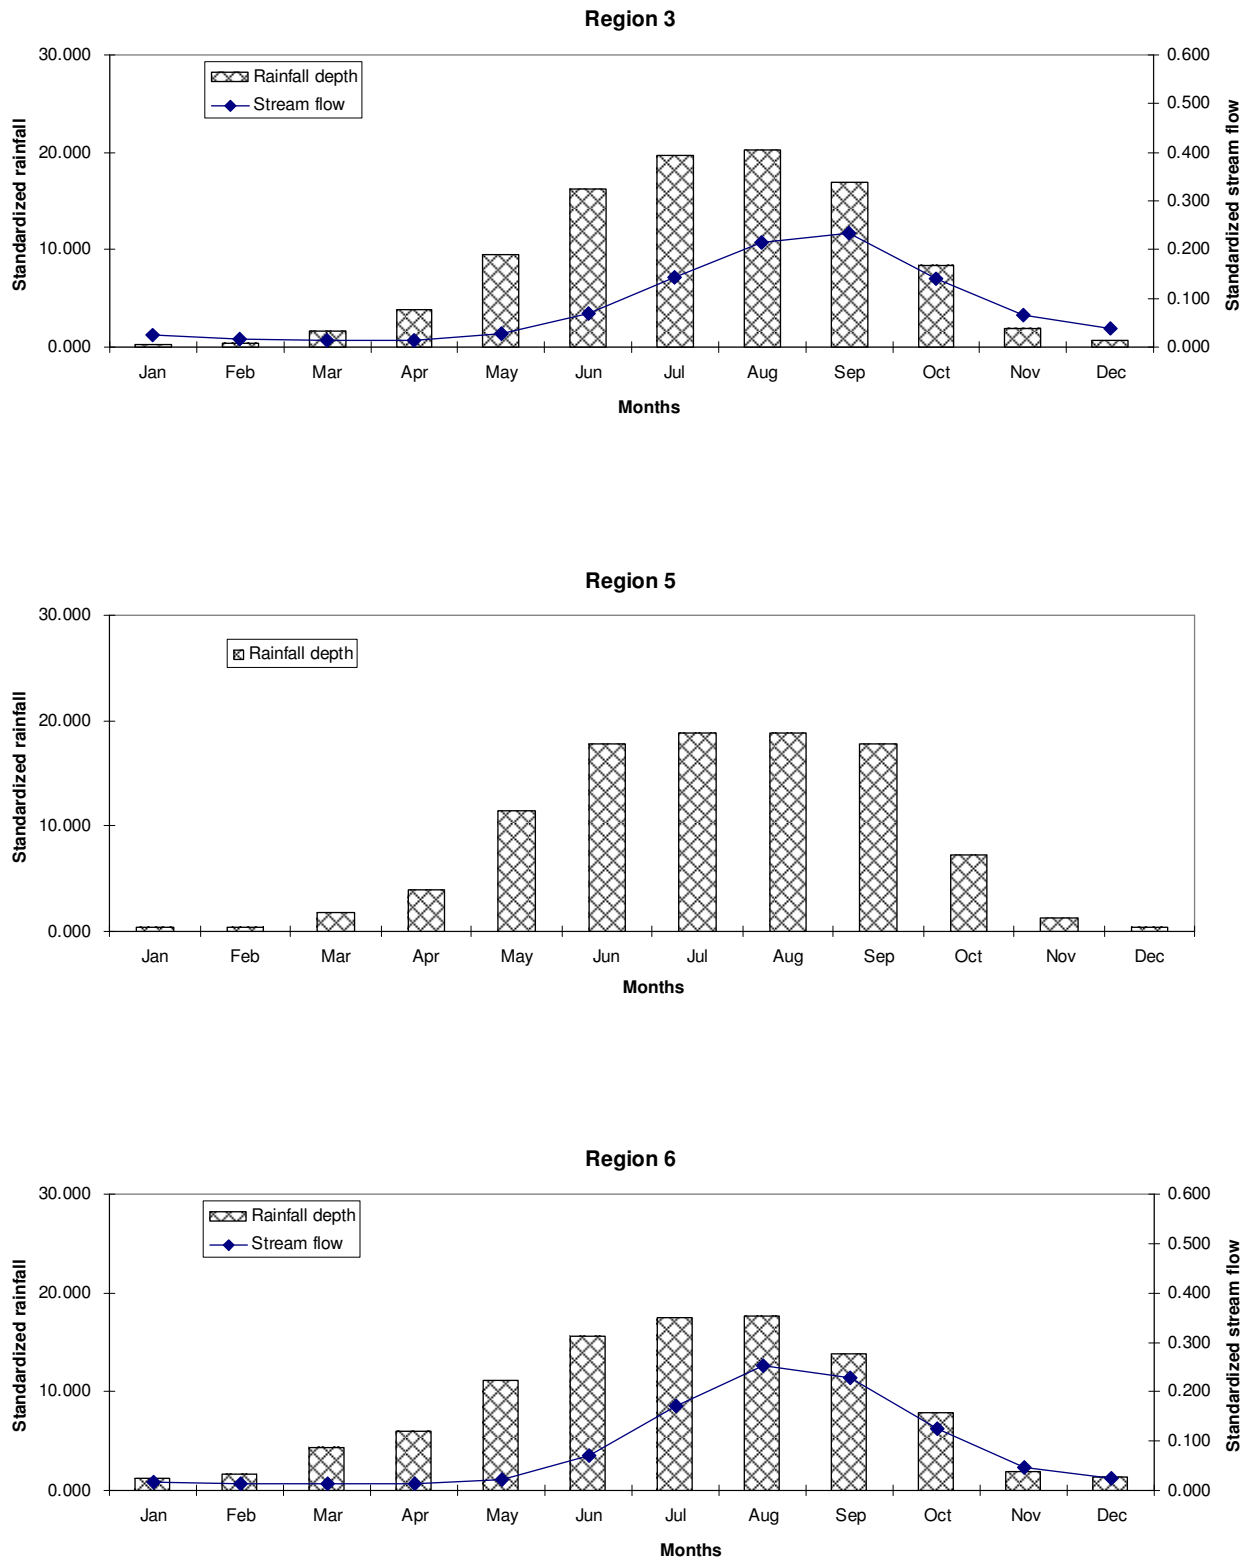 Region 3
30.000
20.000
10.000
0.000
Standardized rainfall
Rainfall depth
Stream flow
0.600
0.500
0.400
0.300
0.200
0.100
0.000
Standardized stream flow
Jan Feb Mar Apr May Jun Jul Aug Sep Oct Nov Dec
Months
Region 5
30.000
20.000
10.000
0.000
Standardized rainfall
Rainfall depth
Jan Feb Mar Apr May Jun Jul Aug Sep Oct Nov Dec
Months
Region 6
30.000
20.000
10.000
0.000
Standardized rainfall
Rainfall depth
Stream flow
0.600
0.500
0.400
0.300
0.200
0.100
0.000
Standardized stream flow
Jan Feb Mar Apr May Jun Jul Aug Sep Oct Nov Dec
Months